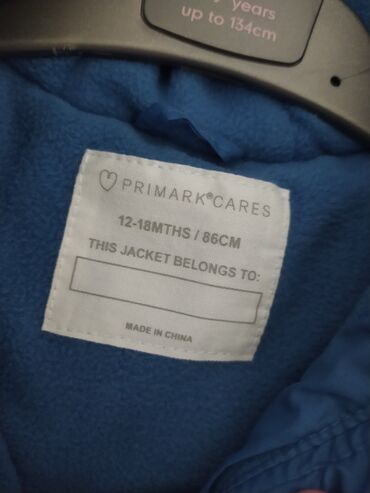 years
up to 134cm
PRIMARK®CARES
12-18MTHS / 86CM
THIS JACKET BELONGS TO:
MADE IN CHINA